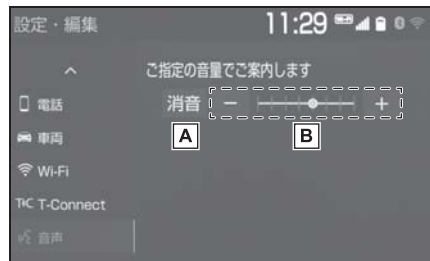 設定・編集
11:29
ご指定の音量でご案内します
消音 － ＋
A
B
電話
車両
Wi-Fi
T-Connect
音声